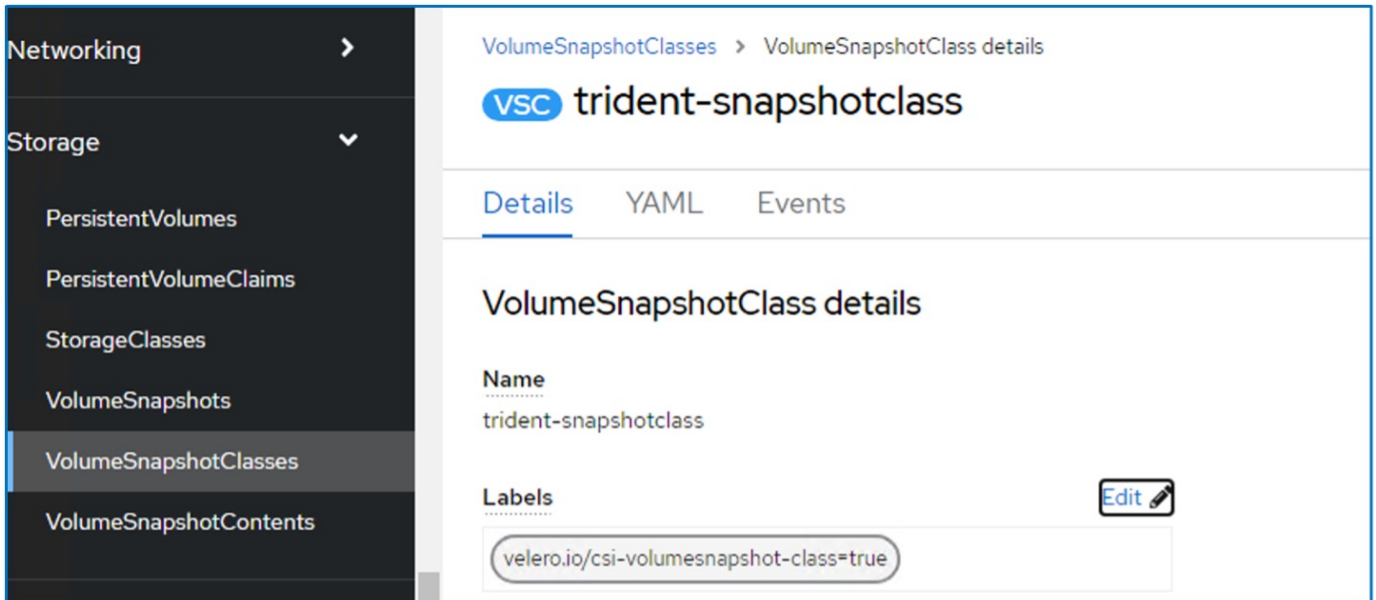 Networking
Storage
PersistentVolumes
PersistentVolumeClaims
StorageClasses
VolumeSnapshots
VolumeSnapshotClasses
VolumeSnapshotContents
VolumeSnapshotClasses > VolumeSnapshotClass details
VSC trident-snapshotclass
Details YAML Events
VolumeSnapshotClass details
Name
trident-snapshotclass
Labels Edit
velero.io/csi-volumesnapshot-class=true